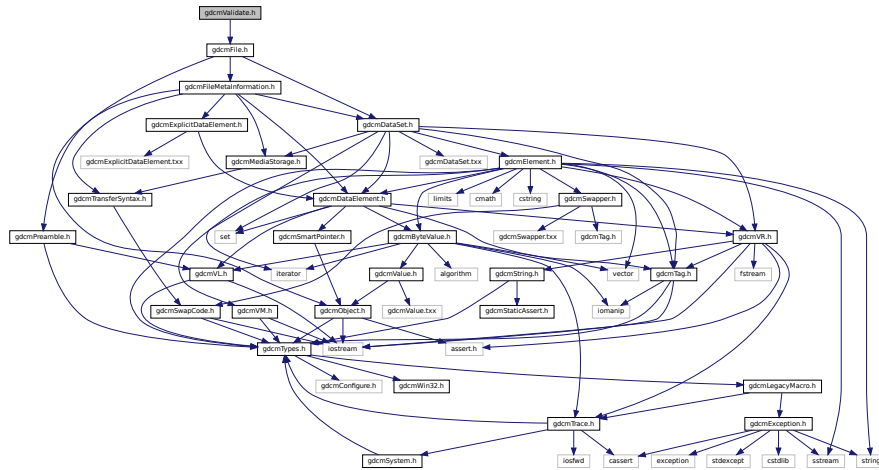 gdcmValidate.h
gdcmFile.h
gdcmFileMetaInformation.h
gdcmExplicitDataElement.h
gdcmDataSet.h
gdcmExplicitDataElement.txx
gdcmMediaStorage.h
gdcmDataSet.txx
gdcmElement.h
gdcmTransferSyntax.h
gdcmDataElement.h
limits
cmath
cstring
gdcmSwapper.h
gdcmPreamble.h
set
gdcmSmartPointer.h
gdcmByteValue.h
gdcmSwapper.txx
gdcmTag.h
gdcmVR.h
gdcmVL.h
iterator
gdcmValue.h
algorithm
gdcmString.h
vector
gdcmTag.h
fstream
gdcmSwapCode.h
gdcmVM.h
gdcmObject.h
gdcmValue.txx
gdcmStaticAssert.h
iomanip
gdcmTypes.h
iostream
assert.h
gdcmConfigure.h
gdcmWin32.h
gdcmLegacyMacro.h
gdcmTrace.h
gdcmException.h
gdcmSystem.h
iosfwd
cassert
exception
stdexcept
cstdlib
sstream
string